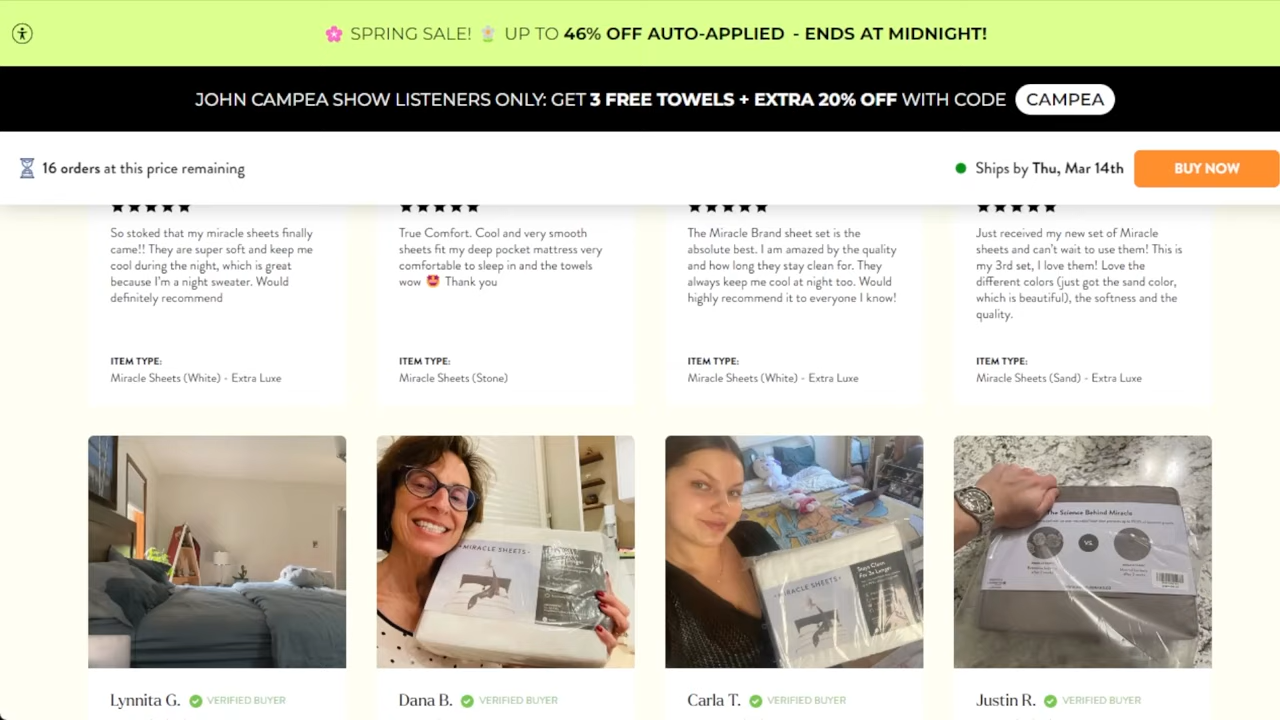 🌸 SPRING SALE! 🌷 UP TO 46% OFF AUTO-APPLIED - ENDS AT MIDNIGHT!
JOHN CAMPEA SHOW LISTENERS ONLY: GET 3 FREE TOWELS + EXTRA 20% OFF WITH CODE CAMPEA
16 orders at this price remaining
Ships by Thu, Mar 14th
BUY NOW
So stoked that my miracle sheets finally
came!! They are super soft and keep me
cool during the night, which is great
because I'm a night sweater. Would
definitely recommend
ITEM TYPE:
Miracle Sheets (White) - Extra Luxe
True Comfort. Cool and very smooth
sheets fit my deep pocket mattress very
comfortable to sleep in and the towels
wow 🤩 Thank you
ITEM TYPE:
Miracle Sheets (Stone)
The Miracle Brand sheet set is the
absolute best. I am amazed by the quality
and how long they stay clean for. They
always keep me cool at night too. Would
highly recommend it to everyone I know!
ITEM TYPE:
Miracle Sheets (White) - Extra Luxe
Just received my new set of Miracle
sheets and can't wait to use them! This is
my 3rd set, I love them! Love the
different colors (just got the sand color,
which is beautiful), the softness and the
quality.
ITEM TYPE:
Miracle Sheets (Sand) - Extra Luxe
MIRACLE SHEETS
MIRACLE SHEETS
Stays Clean
For 3x Longer
The Science Behind Miracle
VS
Lynnita G. VERIFIED BUYER
Dana B. VERIFIED BUYER
Carla T. VERIFIED BUYER
Justin R. VERIFIED BUYER